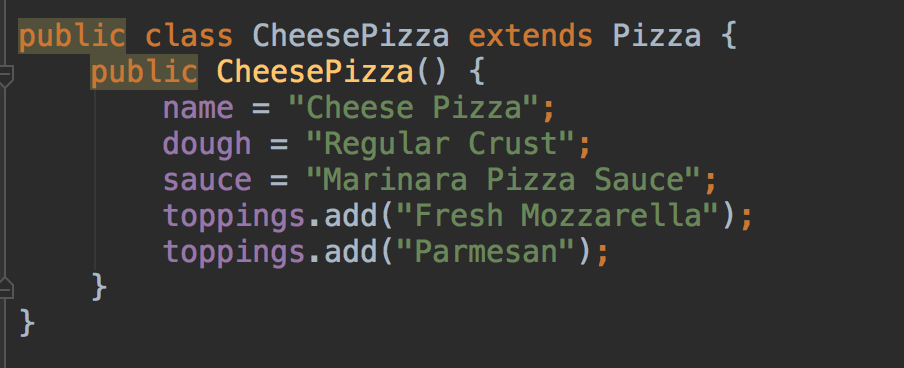 public class CheesePizza extends Pizza {
public CheesePizza() {
name = "Cheese Pizza";
dough = "Regular Crust";
sauce = "Marinara Pizza Sauce";
toppings.add("Fresh Mozzarella");
toppings.add("Parmesan");
}
}